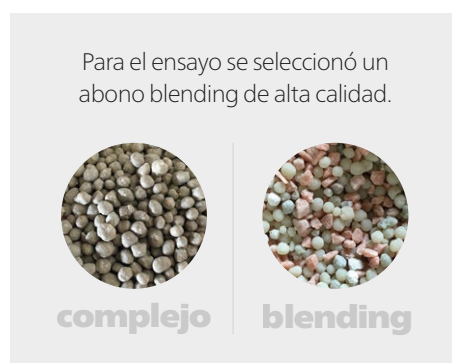 Para el ensayo se seleccionó un
abono blending de alta calidad.
complejo
blending